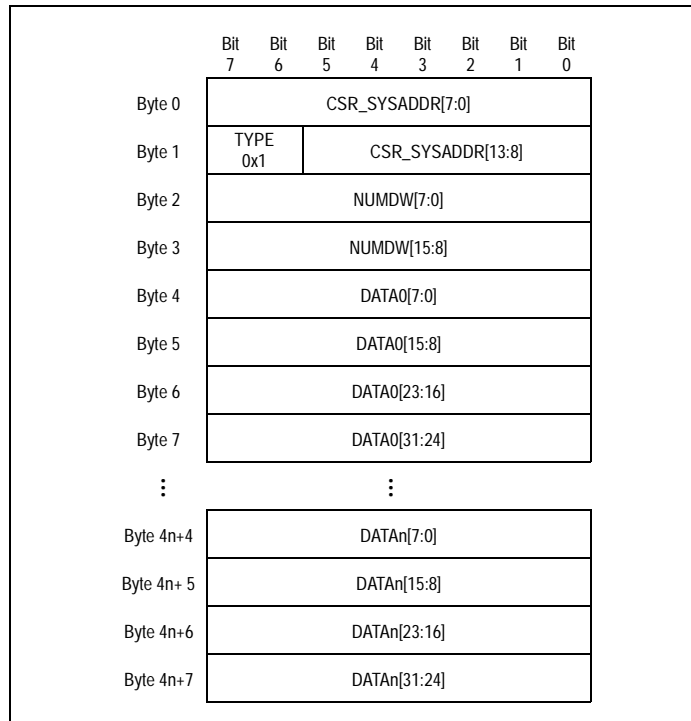 Bit Bit Bit Bit Bit Bit Bit Bit
7 6 5 4 3 2 1 0
Byte 0 CSR_SYSADDR[7:0]
Byte 1 TYPE 0x1 CSR_SYSADDR[13:8]
Byte 2 NUMDW[7:0]
Byte 3 NUMDW[15:8]
Byte 4 DATA0[7:0]
Byte 5 DATA0[15:8]
Byte 6 DATA0[23:16]
Byte 7 DATA0[31:24]
⋮ ⋮
Byte 4n+4 DATAn[7:0]
Byte 4n+ 5 DATAn[15:8]
Byte 4n+6 DATAn[23:16]
Byte 4n+7 DATAn[31:24]